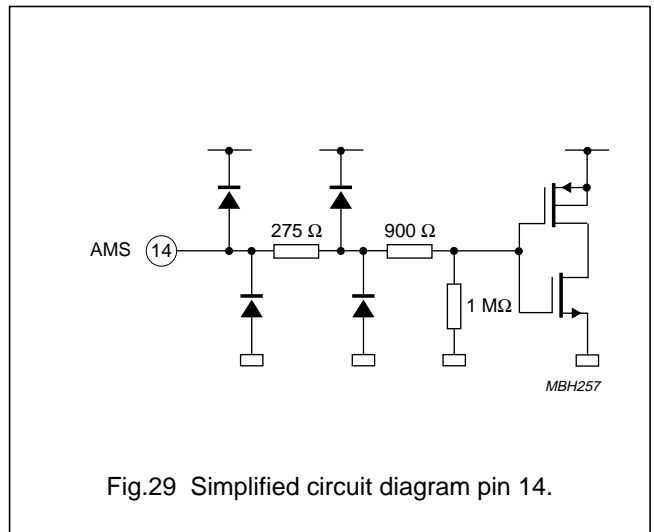 275 Ω
900 Ω
AMS
14
1 MΩ
MBH257
Fig.29 Simplified circuit diagram pin 14.